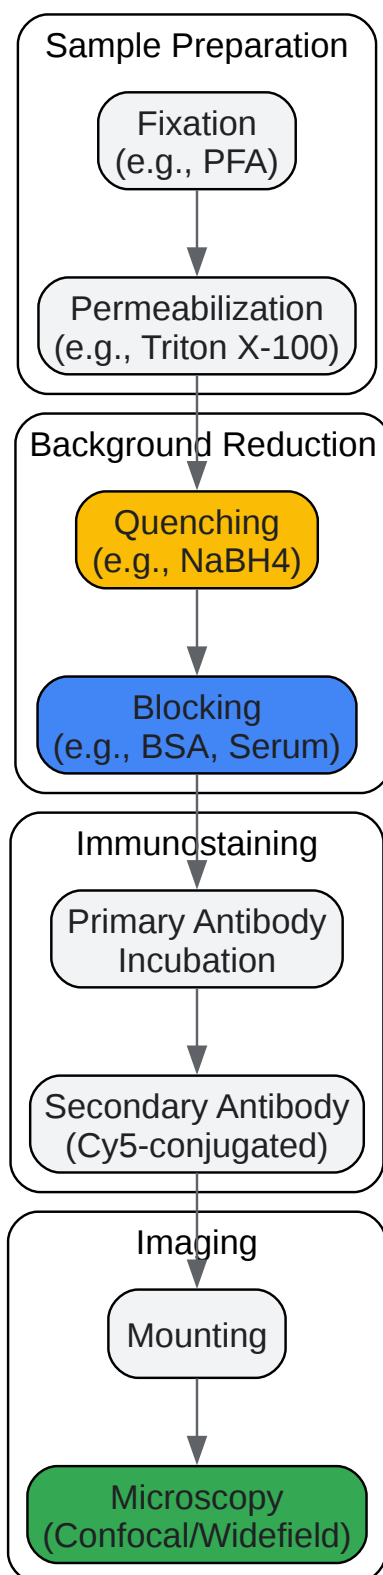 Sample Preparation
Fixation
(e.g., PFA)
Permeabilization
(e.g., Triton X-100)
Background Reduction
Quenching
(e.g., NaBH4)
Blocking
(e.g., BSA, Serum)
Immunostaining
Primary Antibody
Incubation
Secondary Antibody
(Cy5-conjugated)
Imaging
Mounting
Microscopy
(Confocal/Widefield)